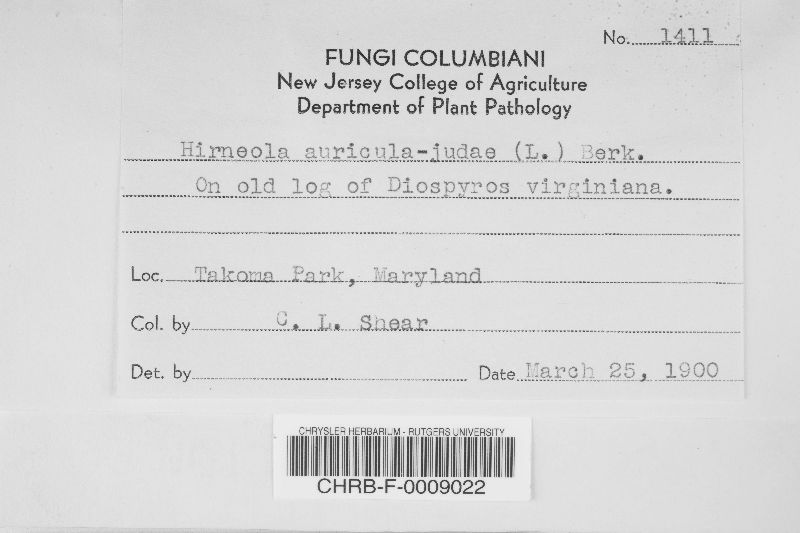 No. 1411
FUNGI COLUMBIANI
New Jersey College of Agriculture
Department of Plant Pathology
Hirneola auricula-judae (L.) Berk.
On old log of Diospyros virginiana.
Loc. Takoma Park, Maryland
Col. by C. L. Shear
Det. by Date March 25, 1900
CHRYSLER HERBARIUM - RUTGERS UNIVERSITY
CHRB-F-0009022